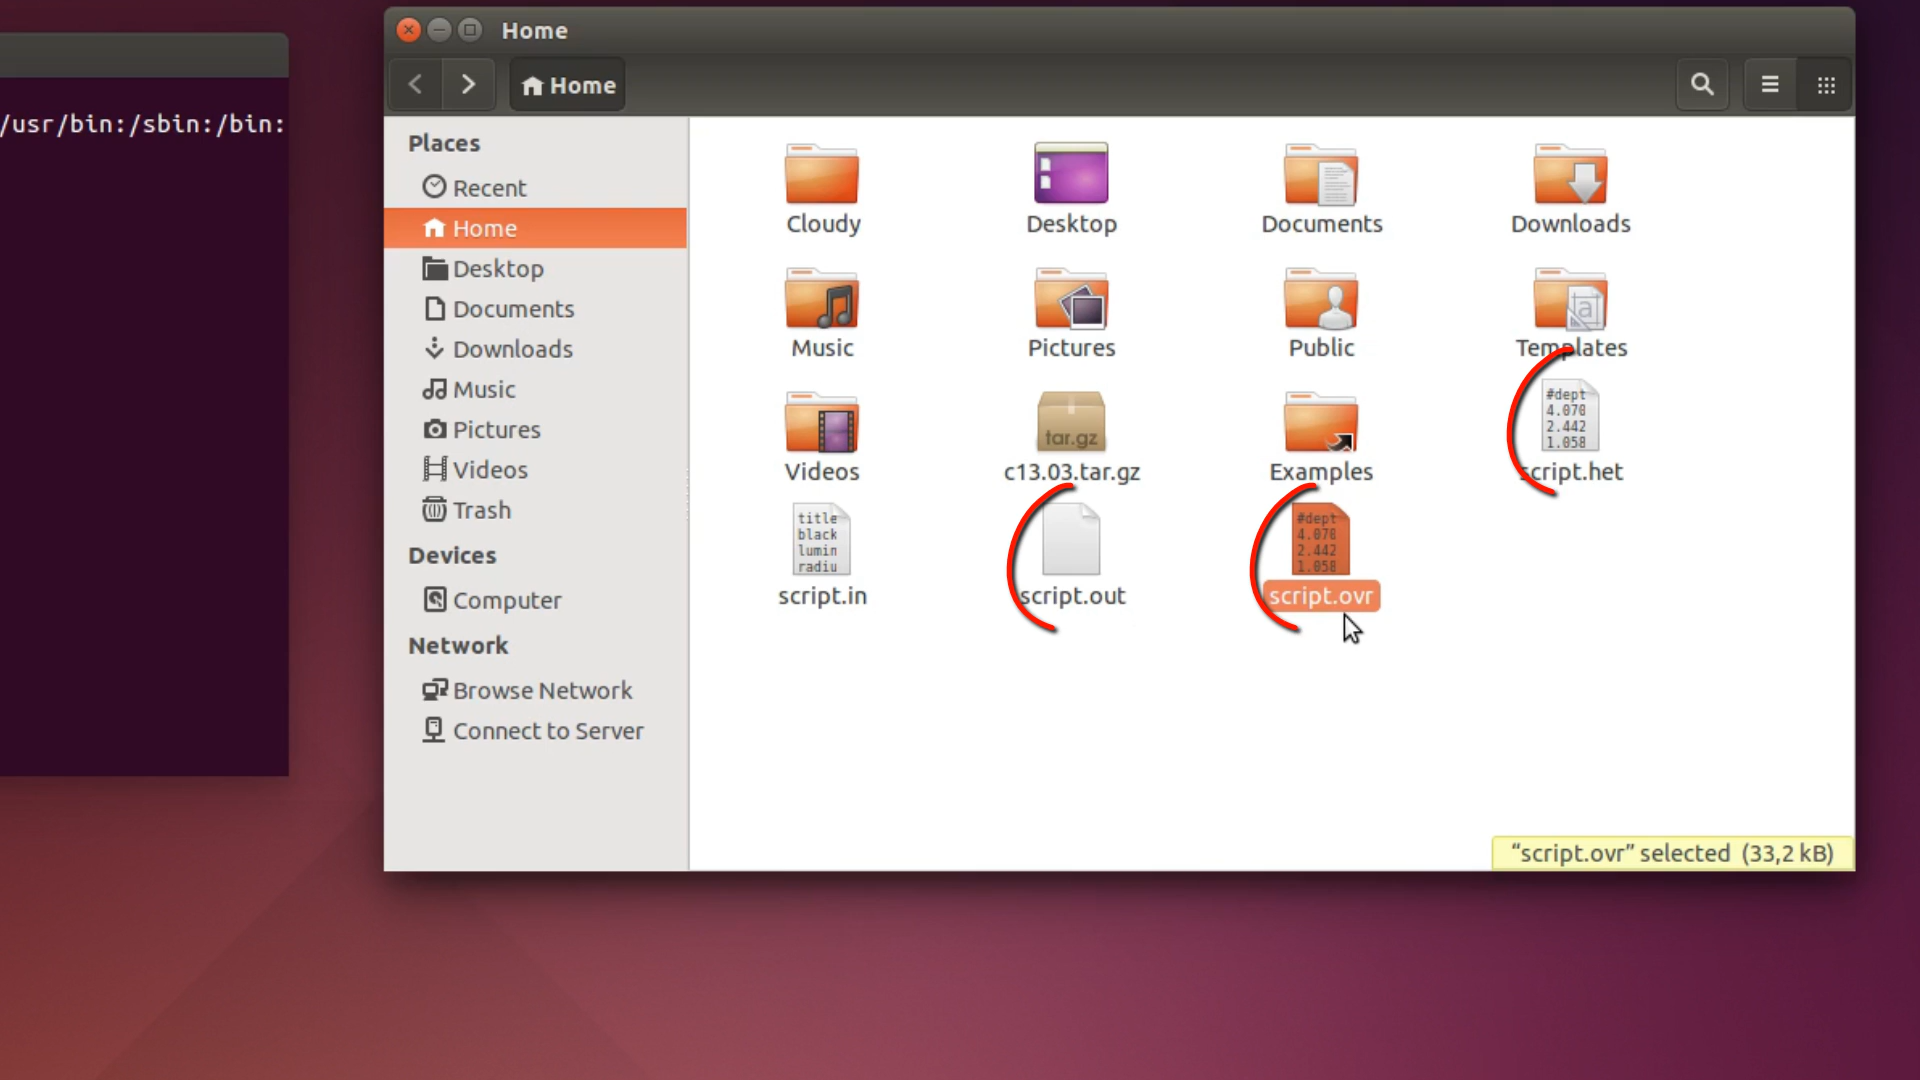 Home
/usr/bin:/sbin:/bin:
Home
Places
Recent
Home
Desktop
Documents
Downloads
Music
Pictures
Videos
Trash
Devices
Computer
Network
Browse Network
Connect to Server
Cloudy
Desktop
Documents
Downloads
a
Music
Pictures
Public
Templates
tar.gz
#dept
4.070
2.442
1.058
Videos
c13.03.tar.gz
Examples
script.het
title
black
lumin
radiu
#dept
4.070
2.442
1.058
script.in
script.out
script.ovr
“script.ovr” selected (33,2 kB)